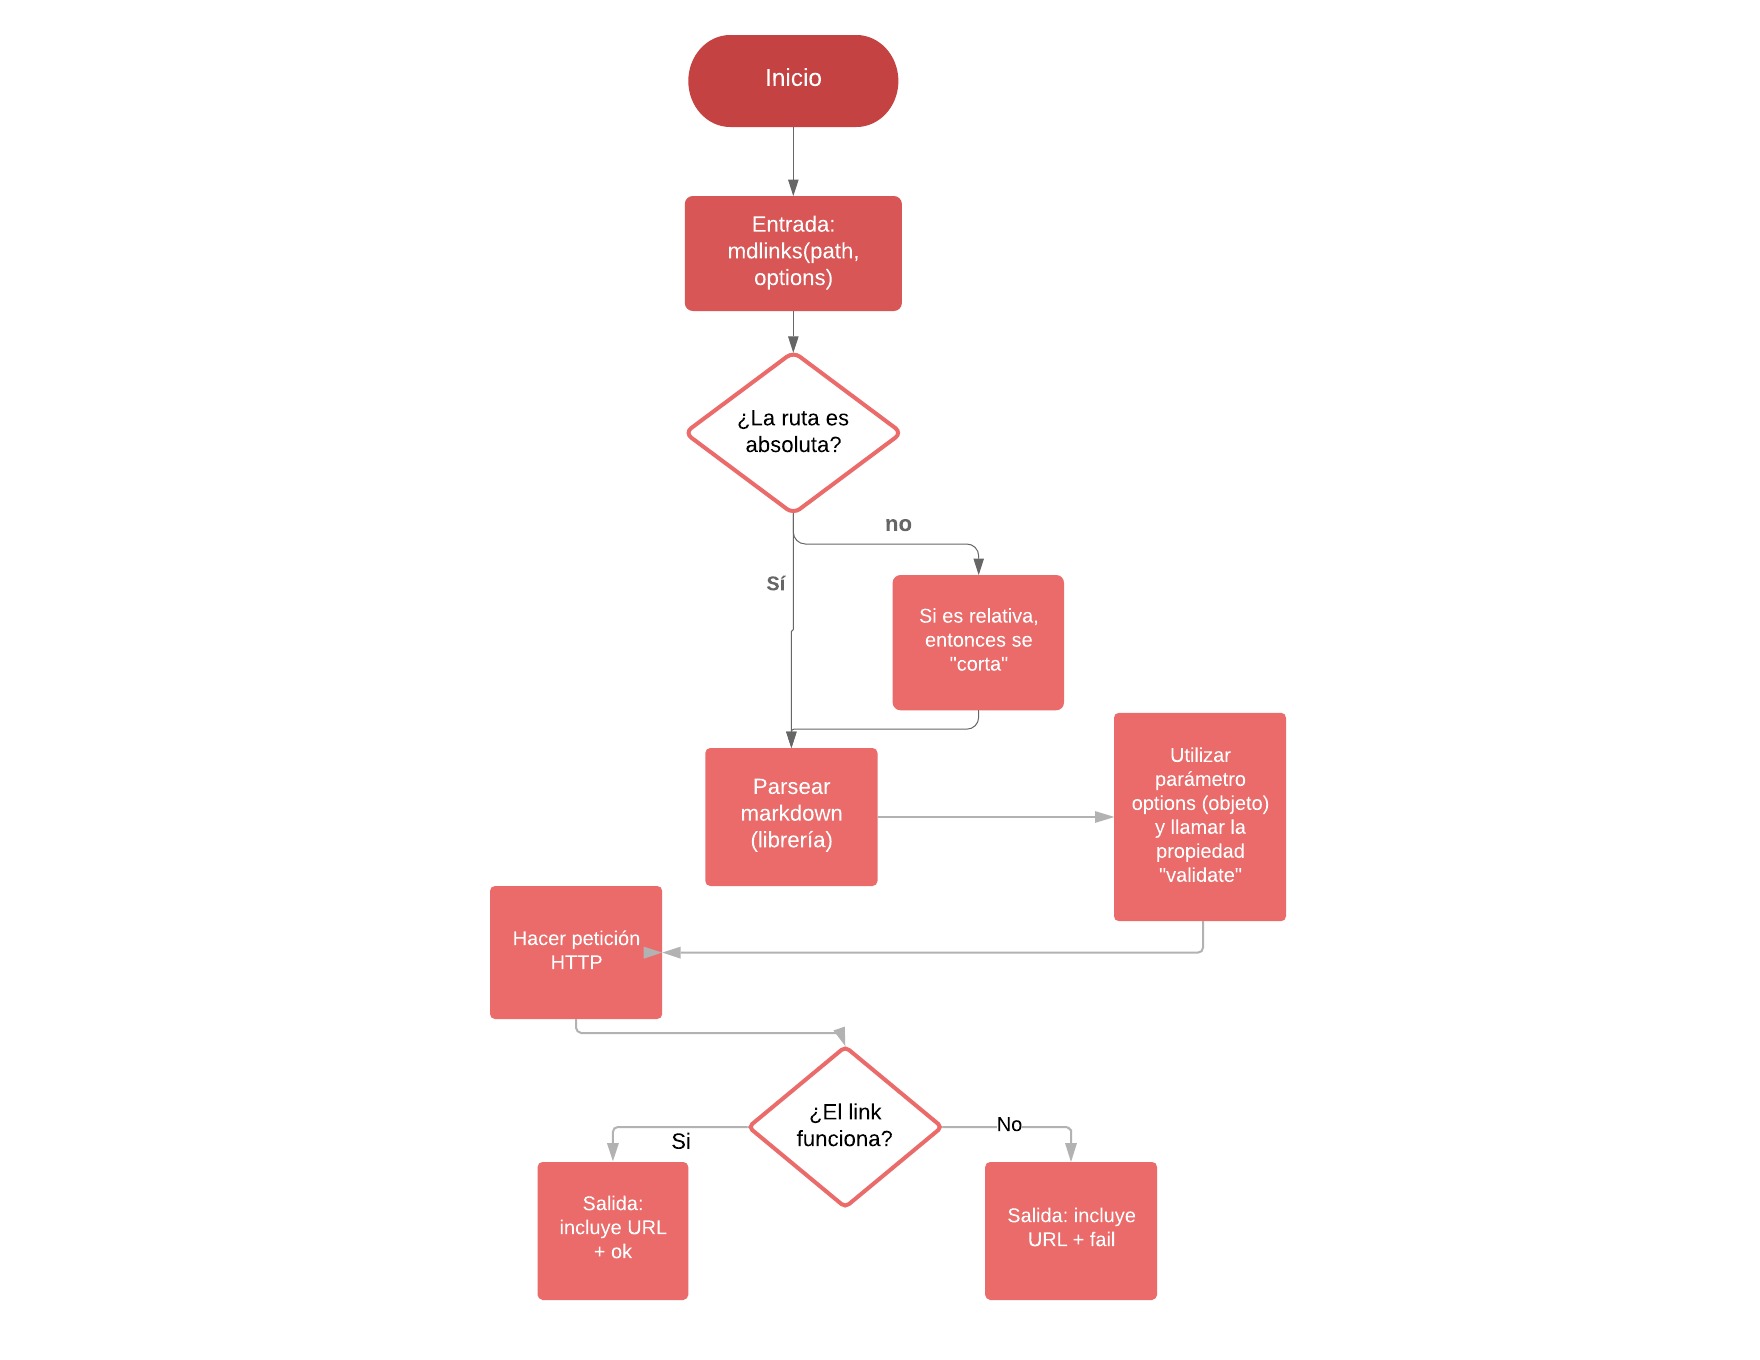 Inicio
Entrada:
mdlinks(path,
options)
¿La ruta es
absoluta?
no
Sí
Si es relativa,
entonces se
"corta"
Parsear
markdown
(librería)
Utilizar
parámetro
options (objeto)
y llamar la
propiedad
"validate"
Hacer petición
HTTP
¿El link
funciona?
Si
No
Salida:
incluye URL
+ ok
Salida: incluye
URL + fail